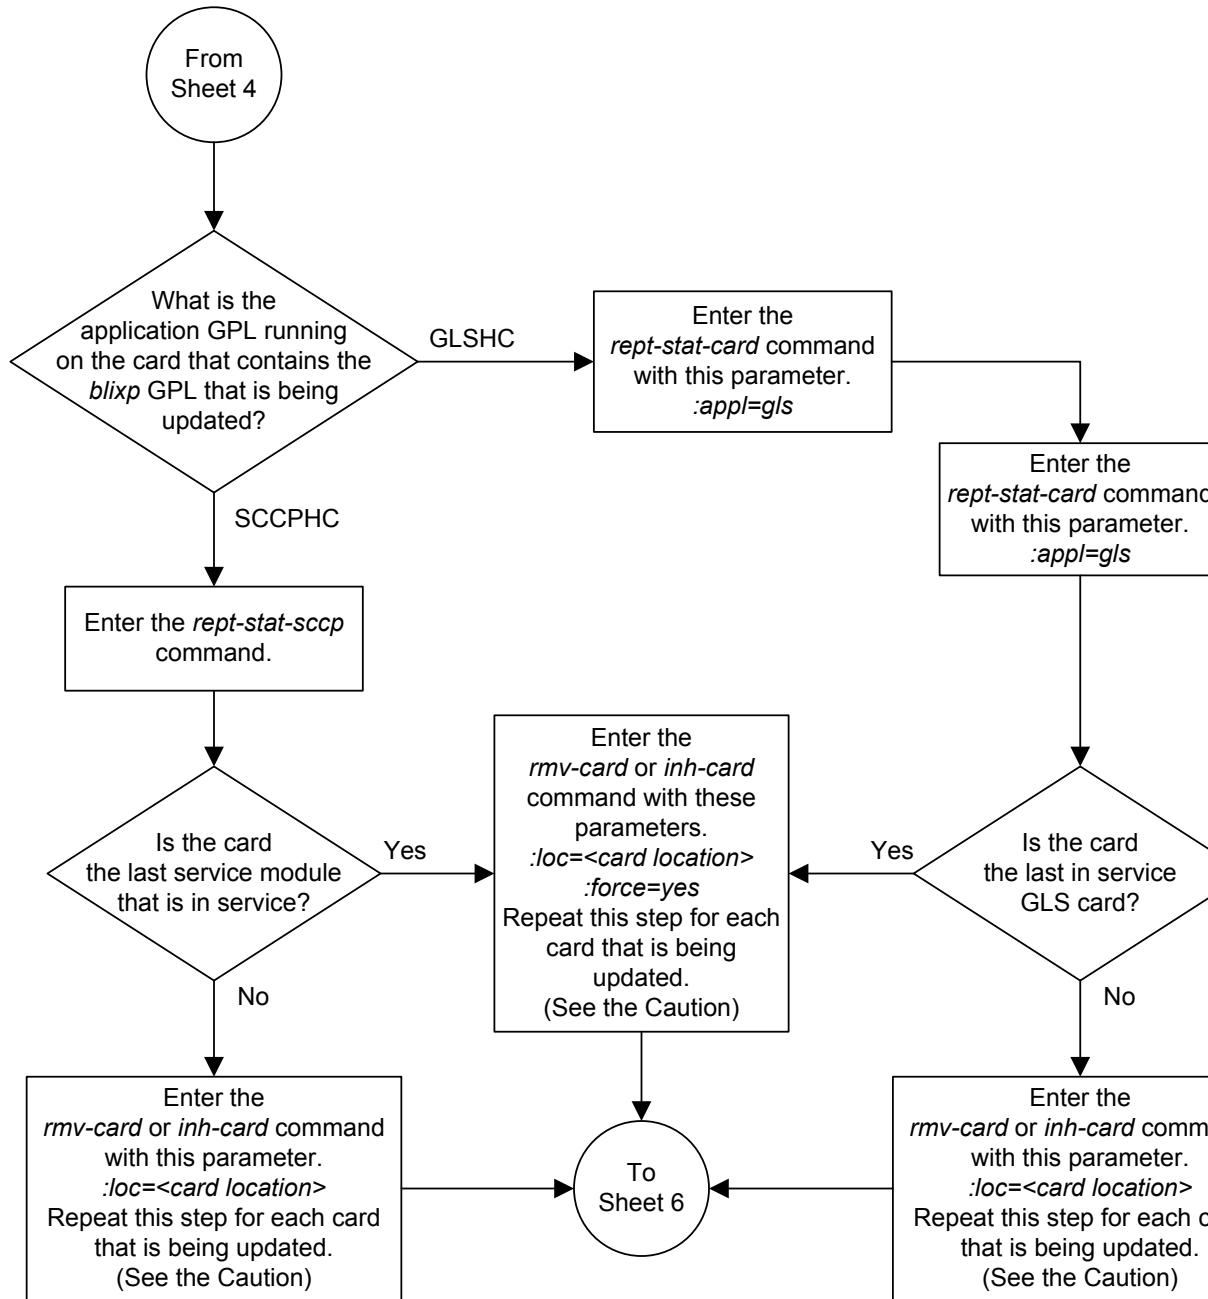 From
Sheet 4
What is the
application GPL running
on the card that contains the
blixp GPL that is being
updated?
GLSHC
Enter the
rept-stat-card command
with this parameter.
:appl=gls
Enter the
rept-stat-card command
with this parameter.
:appl=gls
SCCPHC
Enter the rept-stat-sccp
command.
Is the card
the last service module
that is in service?
Yes
Enter the
rmv-card or inh-card
command with these
parameters.
:loc=<card location>
:force=yes
Repeat this step for each
card that is being
updated.
(See the Caution)
Yes
Is the card
the last in service
GLS card?
No
No
Enter the
rmv-card or inh-card command
with this parameter.
:loc=<card location>
Repeat this step for each card
that is being updated.
(See the Caution)
To
Sheet 6
Enter the
rmv-card or inh-card comm
with this parameter.
:loc=<card location>
Repeat this step for each c
that is being updated.
(See the Caution)